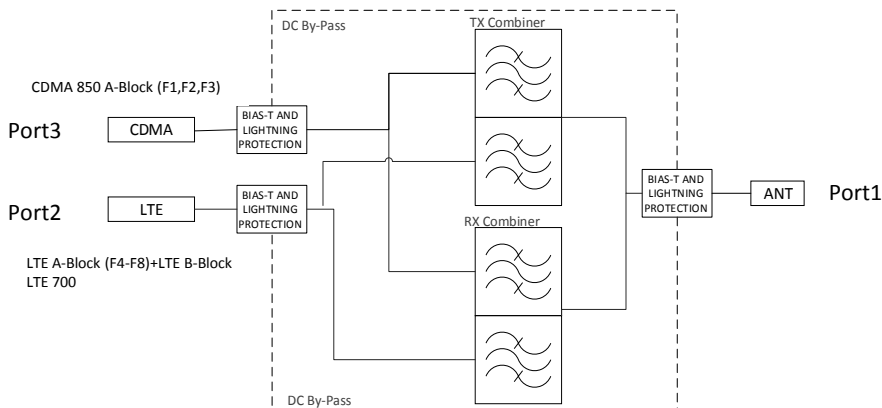 DC By-Pass
TX Combiner
CDMA 850 A-Block (F1,F2,F3)
Port3
CDMA
BIAS-T AND
LIGHTNING
PROTECTION
Port2
LTE
BIAS-T AND
LIGHTNING
PROTECTION
BIAS-T AND
LIGHTNING
PROTECTION
ANT
Port1
RX Combiner
LTE A-Block (F4-F8)+LTE B-Block
LTE 700
DC By-Pass